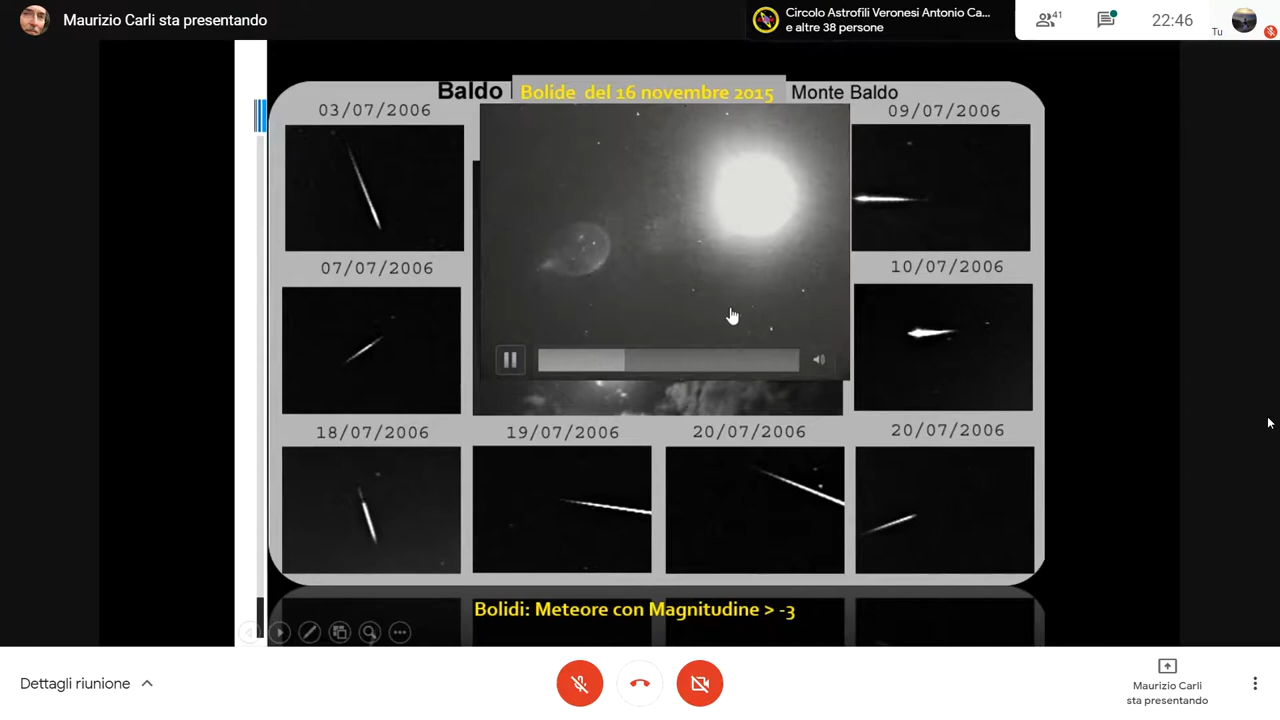 Maurizio Carli sta presentando
Circolo Astrofili Veronesi Antonio Ca...
e altre 38 persone
41
22:46
Tu
Baldo
Bolide del 16 novembre 2015
Monte Baldo
03/07/2006
09/07/2006
07/07/2006
10/07/2006
18/07/2006
19/07/2006
20/07/2006
20/07/2006
Bolidi: Meteore con Magnitudine > -3
Dettagli riunione
Maurizio Carli
sta presentando